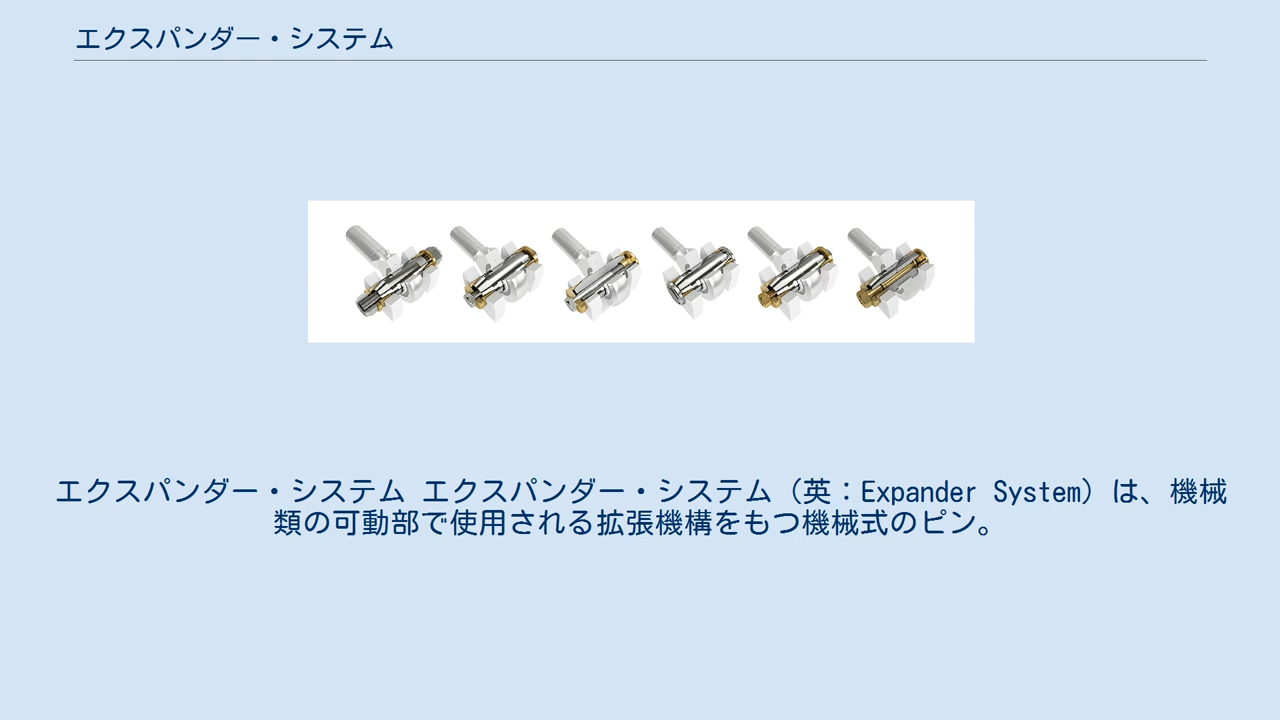 エクスパンダー・システム
エクスパンダー・システム エクスパンダー・システム（英：Expander System）は、機械
類の可動部で使用される拡張機構をもつ機械式のピン。